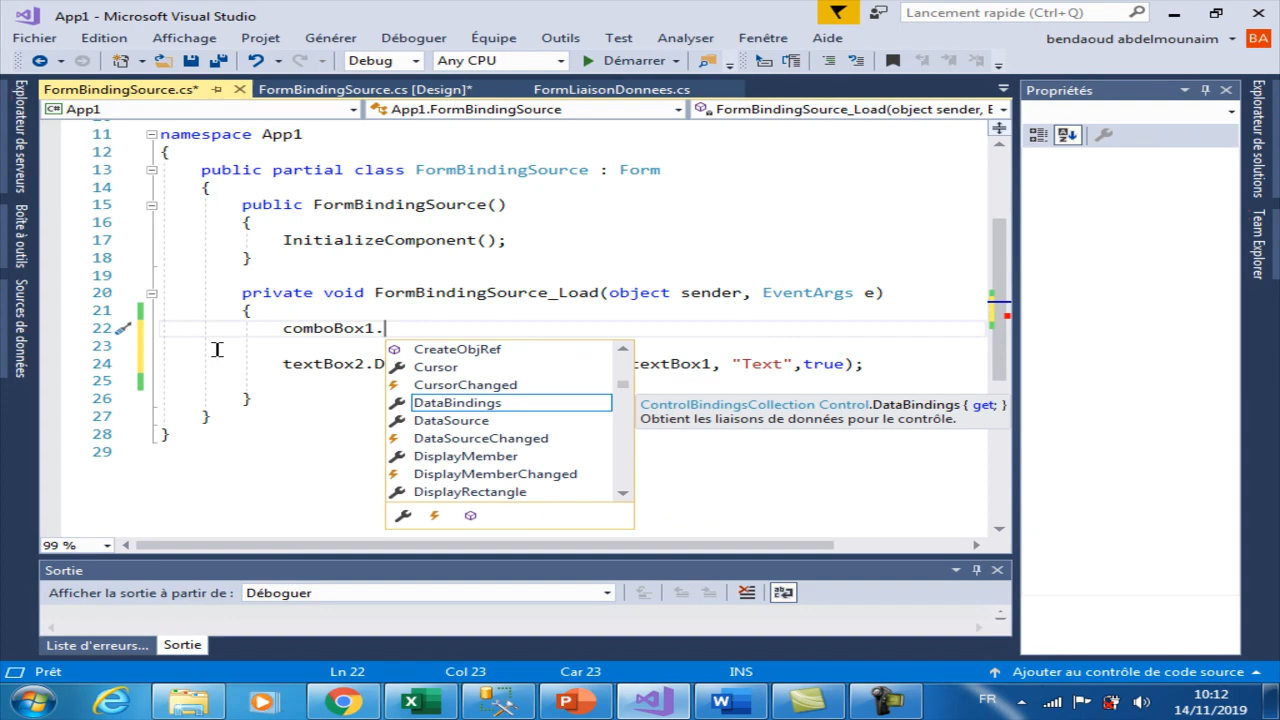 App1 - Microsoft Visual Studio
Lancement rapide (Ctrl+Q)
Fichier Edition Affichage Projet Générer Déboguer Équipe Outils Test Analyser Fenêtre Aide
bendaoud abdelmounaim BA
Debug Any CPU Démarrer
FormBindingSource.cs* FormBindingSource.cs [Design]* FormLiaisonDonnees.cs
C# App1 App1.FormBindingSource FormBindingSource_Load(object sender, E
11 namespace App1
12 {
13 public partial class FormBindingSource : Form
14 {
15 public FormBindingSource()
16 {
17 InitializeComponent();
18 }
19
20 private void FormBindingSource_Load(object sender, EventArgs e)
21 {
22 comboBox1.
23
24 textBox2.D textBox1, "Text",true);
25
26 }
27 }
28 }
29
CreateObjRef
Cursor
CursorChanged
DataBindings
DataSource
DataSourceChanged
DisplayMember
DisplayMemberChanged
DisplayRectangle
ControlBindingsCollection Control.DataBindings { get; }
Obtient les liaisons de données pour le contrôle.
99 %
Sortie
Afficher la sortie à partir de : Déboguer
Liste d'erreurs... Sortie
Prêt Ln 22 Col 23 Car 23 INS Ajouter au contrôle de code source
Explorateur de serveurs
Boîte à outils
Sources de données
Propriétés
Explorateur de solutions
Team Explorer
FR
10:12
14/11/2019